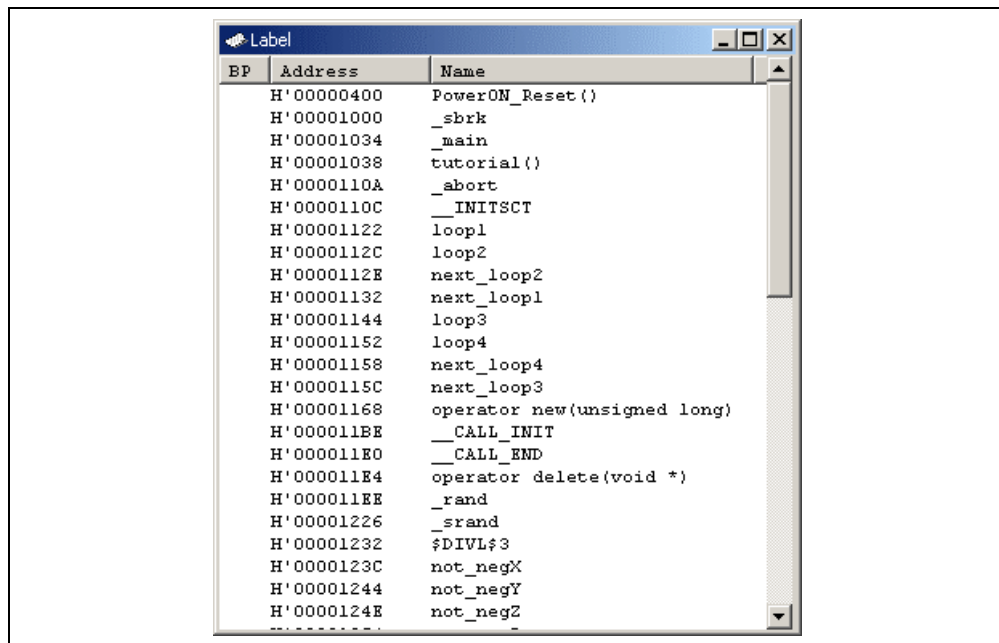 Label
BP Address Name
H'00000400 PowerON_Reset()
H'00001000 _sbrk
H'00001034 _main
H'00001038 tutorial()
H'0000110A _abort
H'0000110C __INITSCT
H'00001122 loop1
H'0000112C loop2
H'0000112E next_loop2
H'00001132 next_loop1
H'00001144 loop3
H'00001152 loop4
H'00001158 next_loop4
H'0000115C next_loop3
H'00001168 operator new(unsigned long)
H'000011BE __CALL_INIT
H'000011E0 __CALL_END
H'000011E4 operator delete(void *)
H'000011EE _rand
H'00001226 _srand
H'00001232 $DIVL$3
H'0000123C not_negX
H'00001244 not_negY
H'0000124E not_negZ